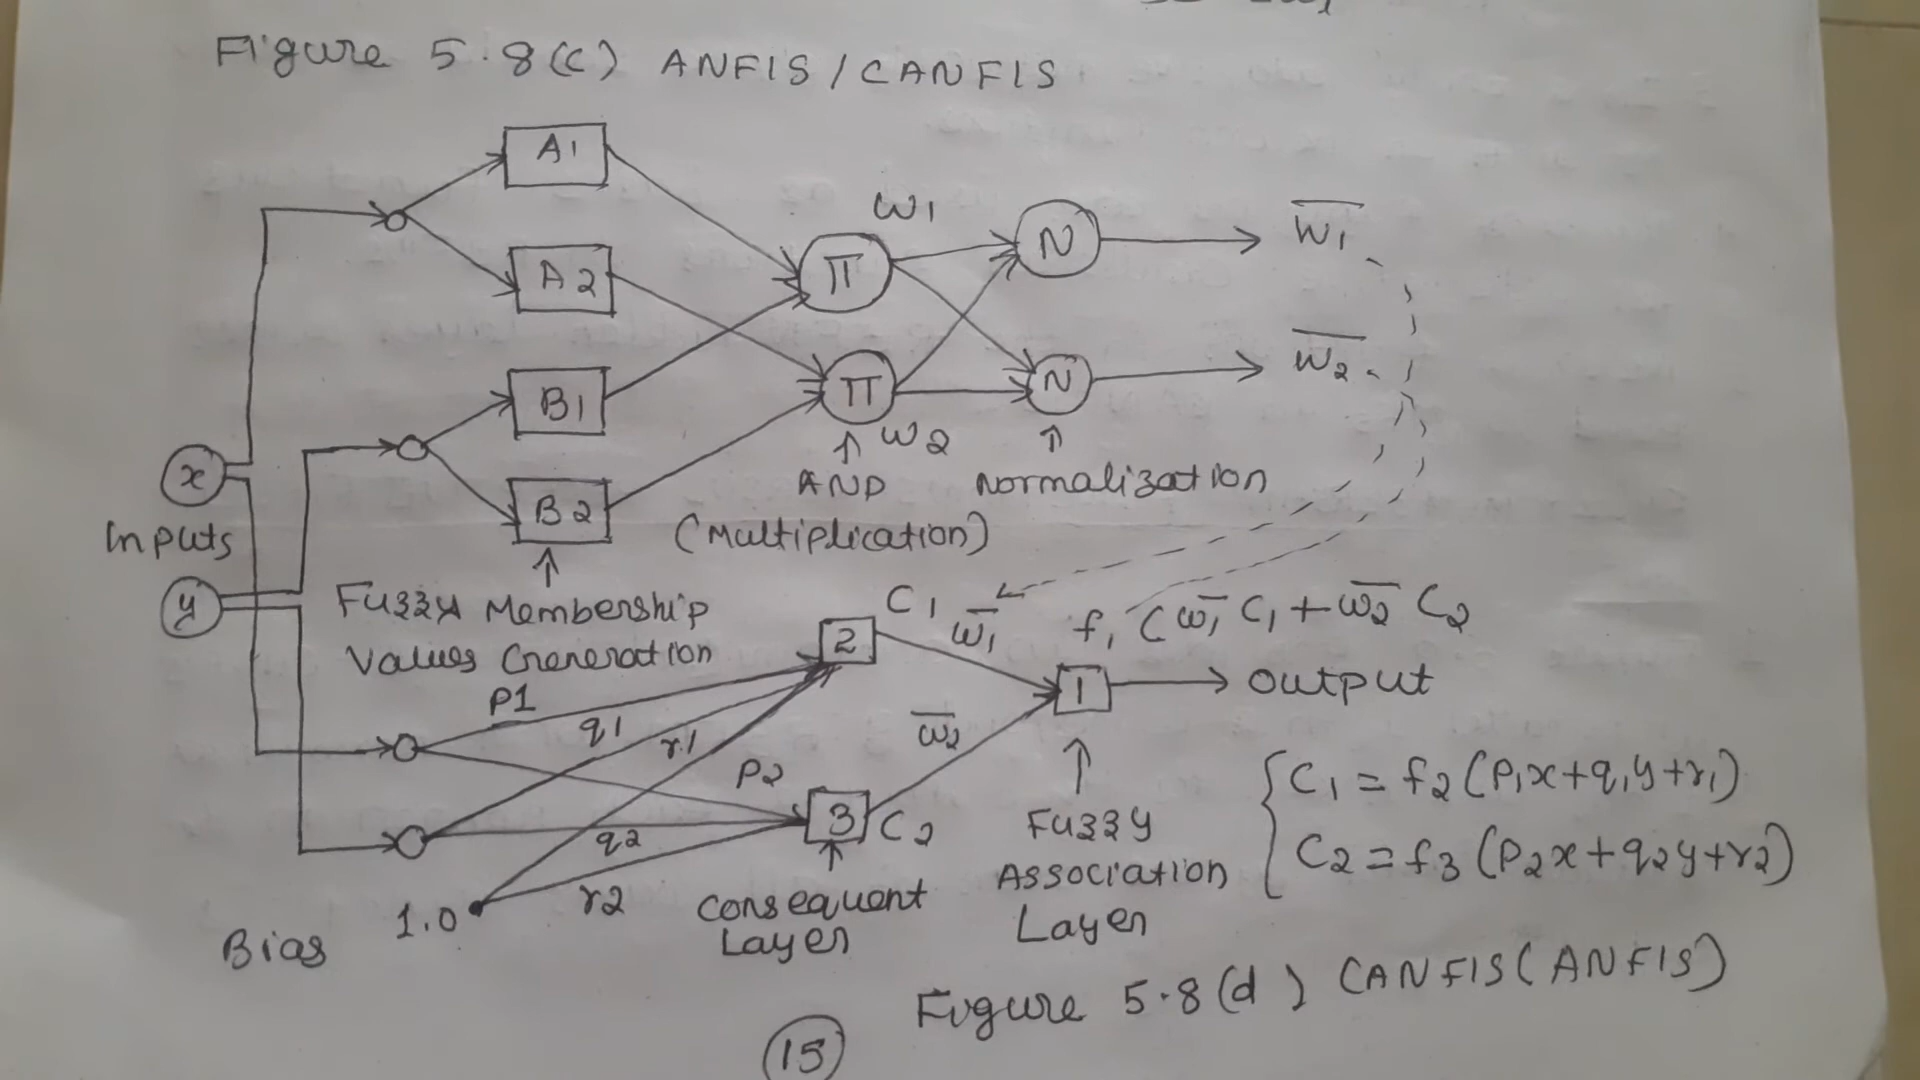 Figure 5.8(c) ANFIS/CANFIS
A1
A2
B1
B2
Π
Π
ω1
ω2
N
N
W̅1
W̅2
x
Inputs
y
AND
(Multiplication)
Normalization
Fuzzy Membership
Values Generation
P1
q1
r1
P2
q2
r2
1.0
Bias
2
C1
3
C2
Consequent
Layer
ω̅1
ω̅2
f1 (ω̅1 C1 + ω̅2 C2
1
Output
Fuzzy
Association
Layer
C1 = f2 (P1x+q1y+r1)
C2 = f3 (P2x+q2y+r2)
Figure 5.8(d) CANFIS(ANFIS)
15